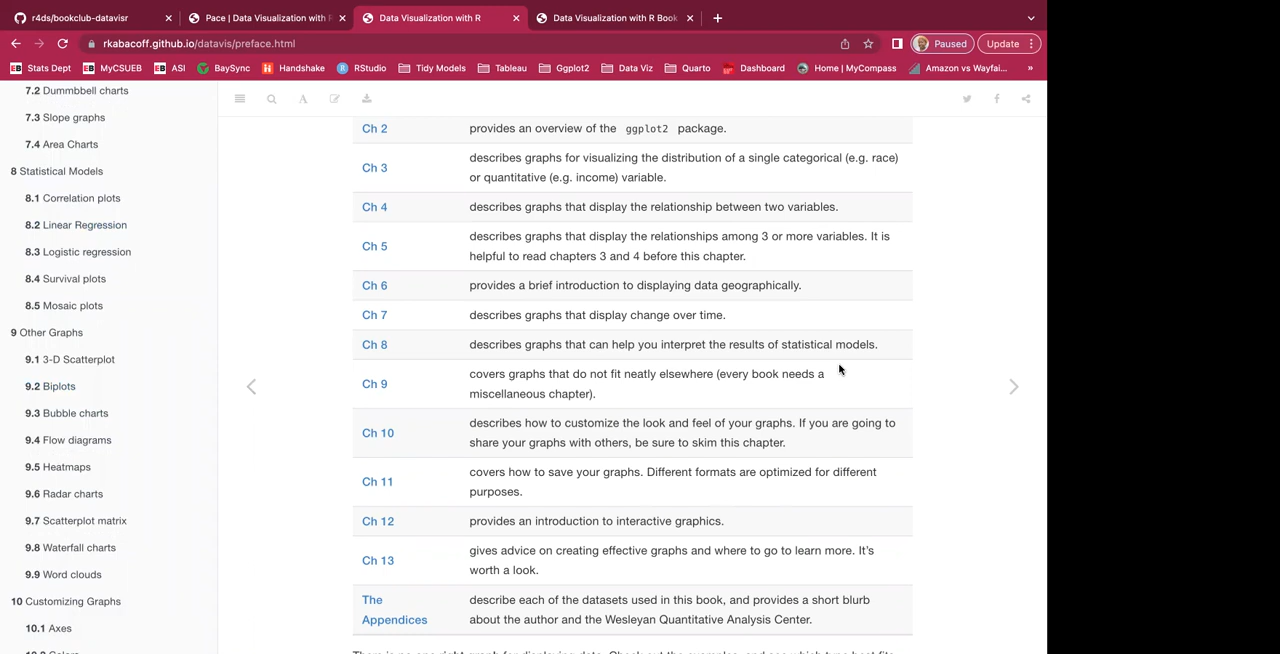 r4ds/bookclub-datavisr
Pace | Data Visualization with R
Data Visualization with R
Data Visualization with R Book
rkabacoff.github.io/datavis/preface.html
Paused
Update
Stats Dept
MyCSUEB
ASI
BaySync
Handshake
RStudio
Tidy Models
Tableau
Ggplot2
Data Viz
Quarto
Dashboard
Home | MyCompass
Amazon vs Wayfai...
»
7.2 Dummbbell charts
7.3 Slope graphs
7.4 Area Charts
8 Statistical Models
8.1 Correlation plots
8.2 Linear Regression
8.3 Logistic regression
8.4 Survival plots
8.5 Mosaic plots
9 Other Graphs
9.1 3-D Scatterplot
9.2 Biplots
9.3 Bubble charts
9.4 Flow diagrams
9.5 Heatmaps
9.6 Radar charts
9.7 Scatterplot matrix
9.8 Waterfall charts
9.9 Word clouds
10 Customizing Graphs
10.1 Axes
Ch 2 provides an overview of the ggplot2 package.
Ch 3 describes graphs for visualizing the distribution of a single categorical (e.g. race)
or quantitative (e.g. income) variable.
Ch 4 describes graphs that display the relationship between two variables.
Ch 5 describes graphs that display the relationships among 3 or more variables. It is
helpful to read chapters 3 and 4 before this chapter.
Ch 6 provides a brief introduction to displaying data geographically.
Ch 7 describes graphs that display change over time.
Ch 8 describes graphs that can help you interpret the results of statistical models.
Ch 9 covers graphs that do not fit neatly elsewhere (every book needs a
miscellaneous chapter).
Ch 10 describes how to customize the look and feel of your graphs. If you are going to
share your graphs with others, be sure to skim this chapter.
Ch 11 covers how to save your graphs. Different formats are optimized for different
purposes.
Ch 12 provides an introduction to interactive graphics.
Ch 13 gives advice on creating effective graphs and where to go to learn more. It's
worth a look.
The describe each of the datasets used in this book, and provides a short blurb
Appendices about the author and the Wesleyan Quantitative Analysis Center.